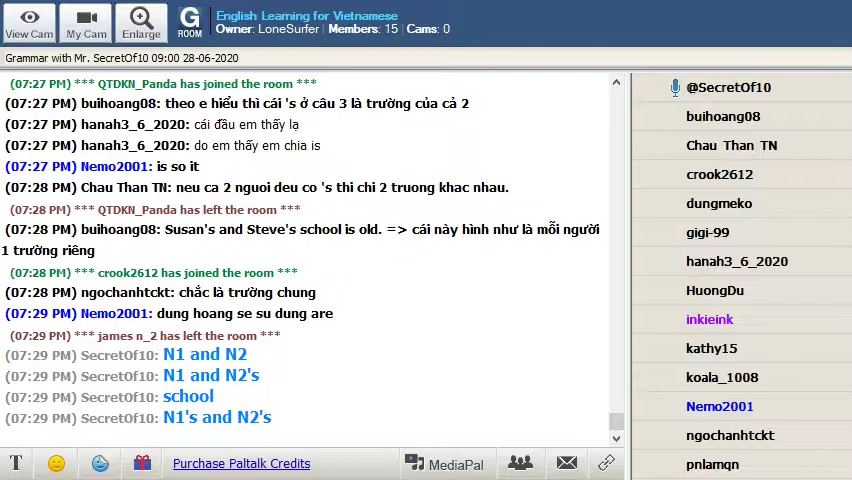 View Cam
My Cam
Enlarge
G
ROOM
English Learning for Vietnamese
Owner: LoneSurfer | Members: 15 | Cams: 0
Grammar with Mr. SecretOf10 09:00 28-06-2020
(07:27 PM) *** QTDKN_Panda has joined the room ***
(07:27 PM) buihoang08: theo e hiểu thì cái 's ở câu 3 là trường của cả 2
(07:27 PM) hanah3_6_2020: cái đầu em thấy lạ
(07:27 PM) hanah3_6_2020: do em thấy em chia is
(07:27 PM) Nemo2001: is so it
(07:28 PM) Chau Than TN: neu ca 2 nguoi deu co 's thi chi 2 truong khac nhau.
(07:28 PM) *** QTDKN_Panda has left the room ***
(07:28 PM) buihoang08: Susan's and Steve's school is old. => cái này hình như là mỗi người
1 trường riêng
(07:28 PM) *** crook2612 has joined the room ***
(07:28 PM) ngochanhtckt: chắc là trường chung
(07:28 PM) Nemo2001: dung hoang se su dung are
(07:29 PM) *** james n_2 has left the room ***
(07:29 PM) SecretOf10: N1 and N2
(07:29 PM) SecretOf10: N1 and N2's
(07:29 PM) SecretOf10: school
(07:29 PM) SecretOf10: N1's and N2's
@SecretOf10
buihoang08
Chau Than TN
crook2612
dungmeko
gigi-99
hanah3_6_2020
HuongDu
inkieink
kathy15
koala_1008
Nemo2001
ngochanhtckt
pnlamqn
T
Purchase Paltalk Credits
MediaPal